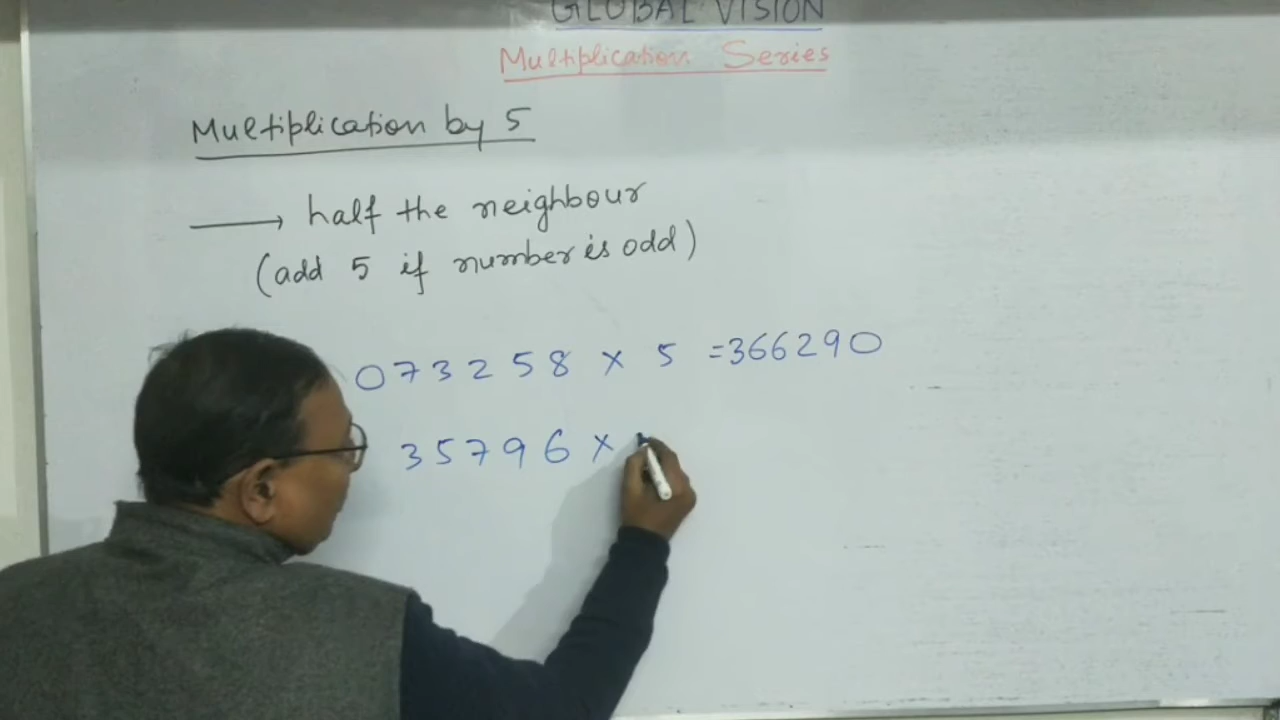 GLOBAL VISION
Multiplication Series
Multiplication by 5
→ half the neighbour
(add 5 if number is odd)
073258 × 5 =366290
35796 ×